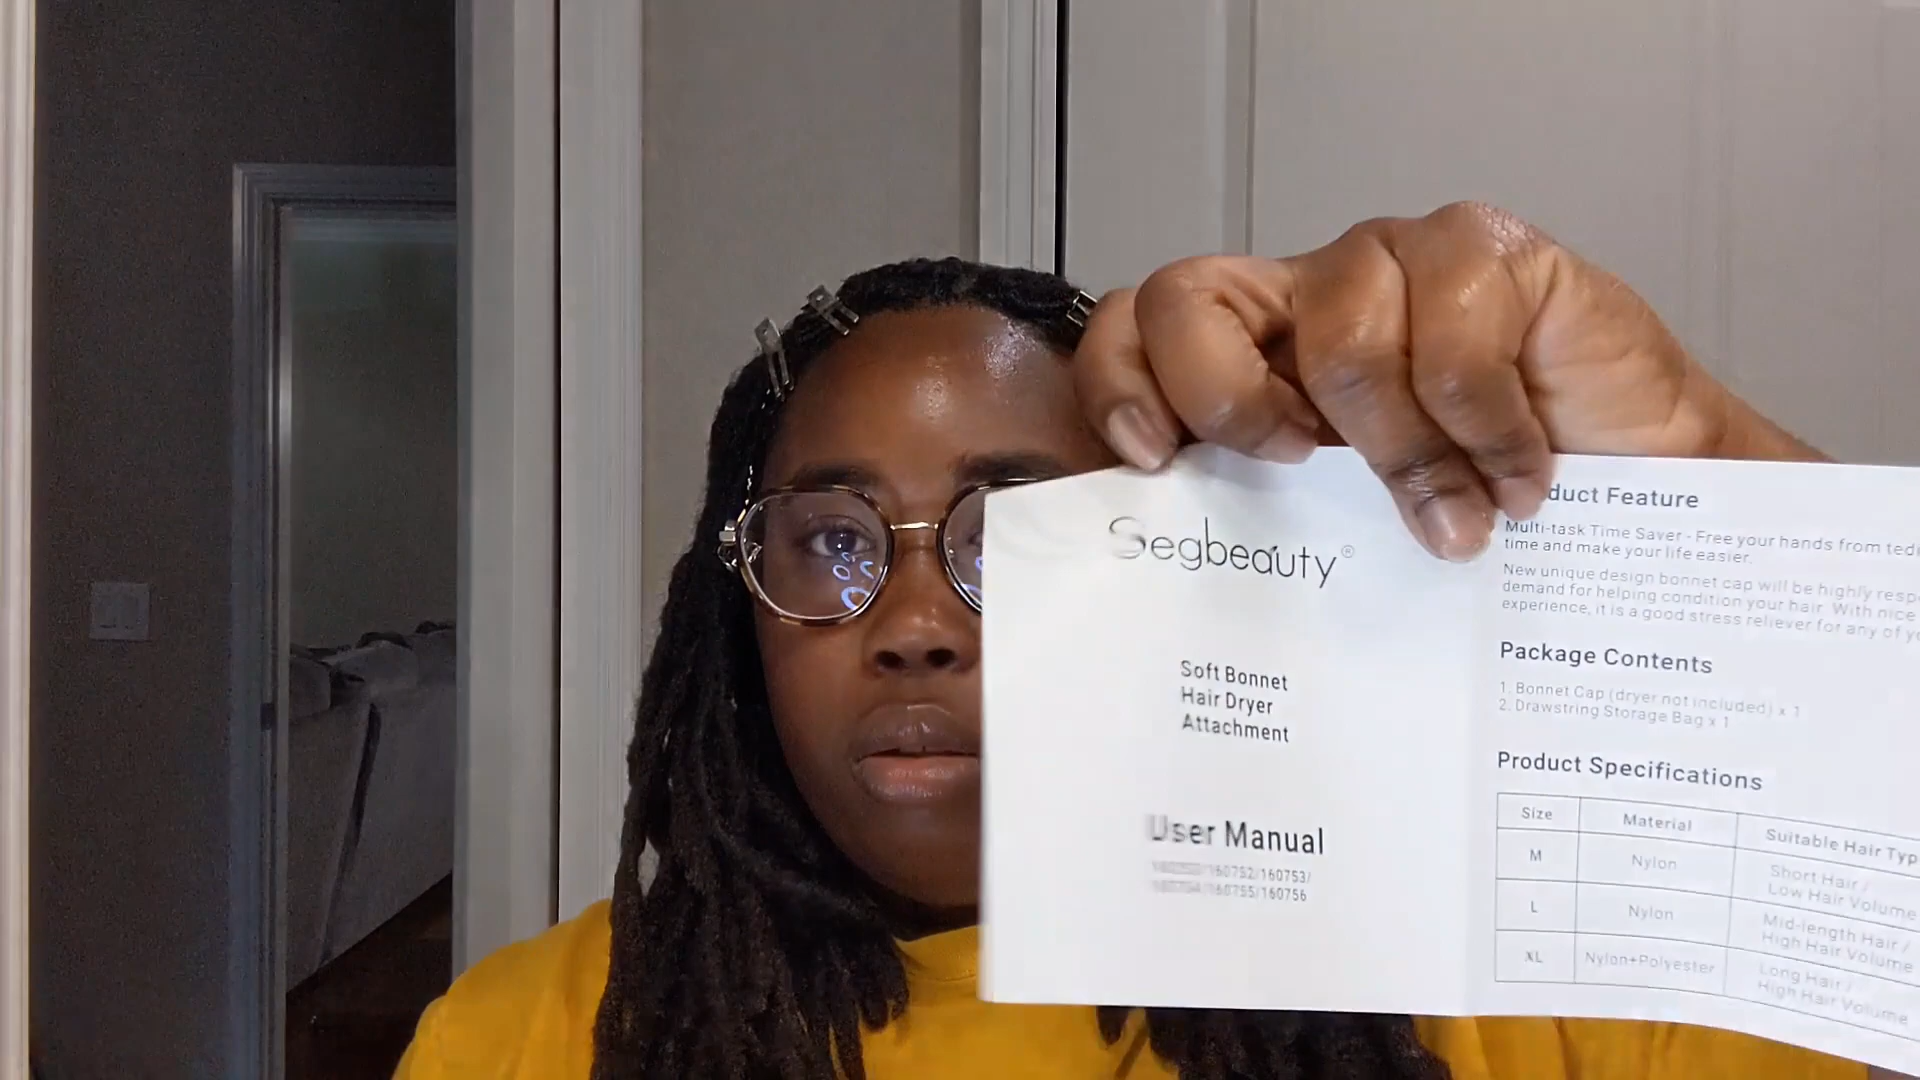 Segbeauty®
Soft Bonnet
Hair Dryer
Attachment
User Manual
/160752/160753/
/160755/160756
duct Feature
Multi-task Time Saver - Free your hands from
time and make your life easier.
New unique design bonnet cap will be highly
demand for helping condition your hair. With nice
experience, it is a good stress reliever for any of
Package Contents
1. Bonnet Cap (dryer not included) x 1
2. Drawstring Storage Bag x 1
Product Specifications
Size Material Suitable Hair
M Nylon Short Hair /
Low Hair Volume
L Nylon Mid-length Hair /
High Hair Volume
XL Nylon+Polyester Long Hair /
High Hair Volume